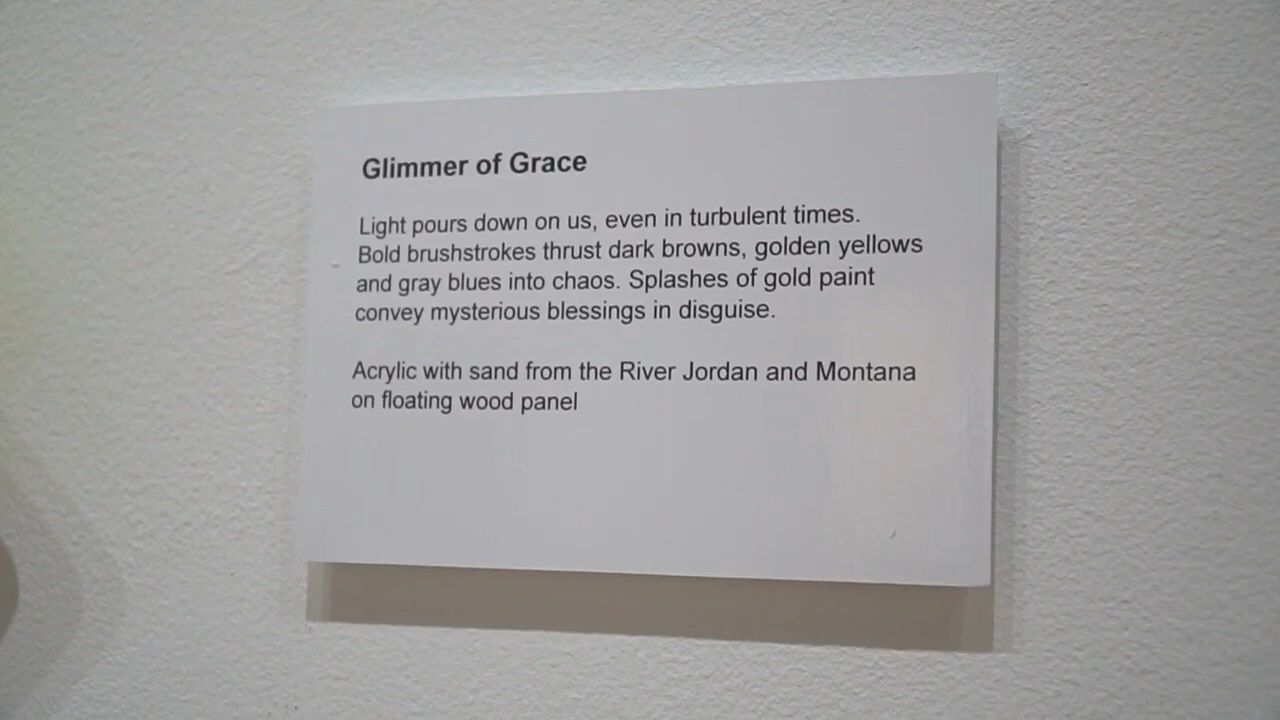 Glimmer of Grace
Light pours down on us, even in turbulent times.
Bold brushstrokes thrust dark browns, golden yellows
and gray blues into chaos. Splashes of gold paint
convey mysterious blessings in disguise.
Acrylic with sand from the River Jordan and Montana
on floating wood panel